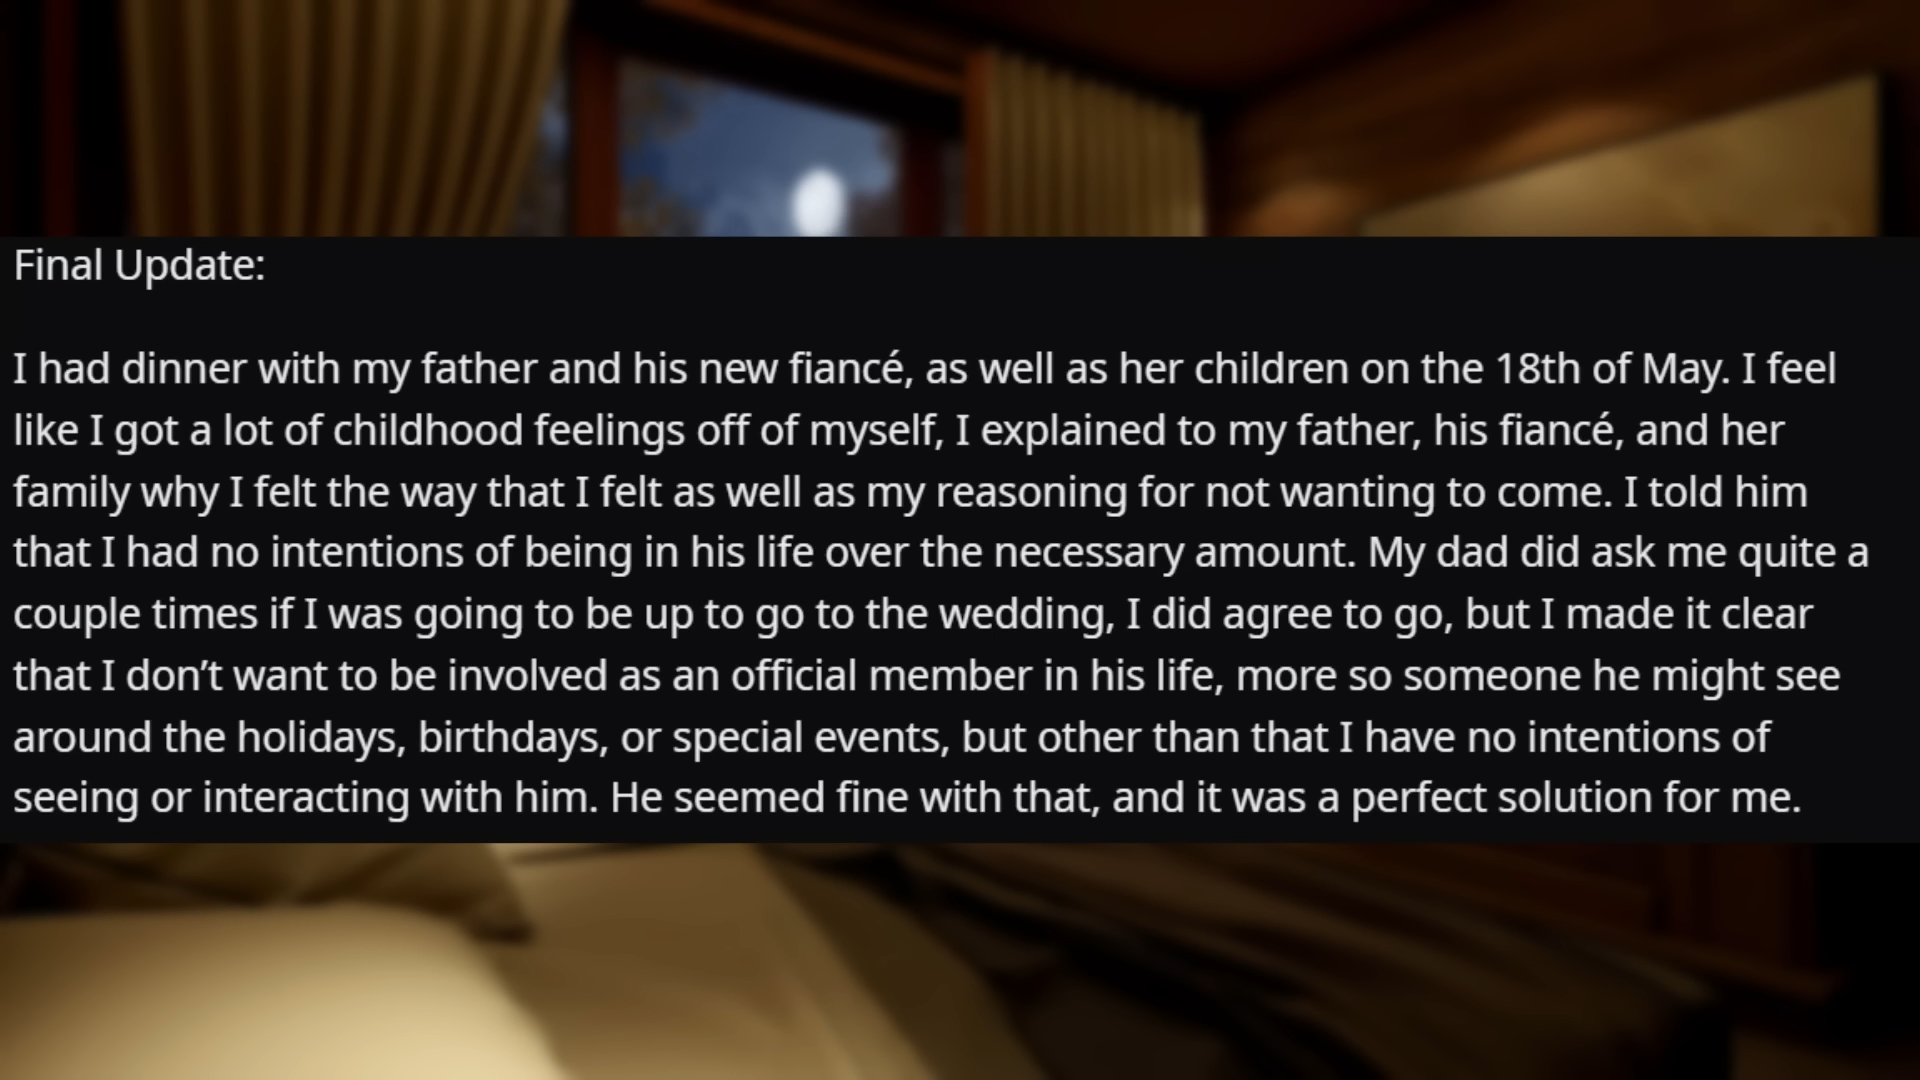 Final Update:
I had dinner with my father and his new fiancé, as well as her children on the 18th of May. I feel
like I got a lot of childhood feelings off of myself, I explained to my father, his fiancé, and her
family why I felt the way that I felt as well as my reasoning for not wanting to come. I told him
that I had no intentions of being in his life over the necessary amount. My dad did ask me quite a
couple times if I was going to be up to go to the wedding, I did agree to go, but I made it clear
that I don’t want to be involved as an official member in his life, more so someone he might see
around the holidays, birthdays, or special events, but other than that I have no intentions of
seeing or interacting with him. He seemed fine with that, and it was a perfect solution for me.